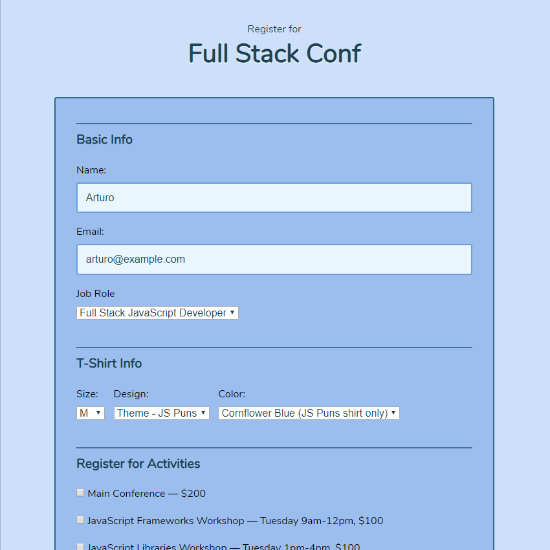 Register for
Full Stack Conf
Basic Info
Name:
Arturo
Email:
arturo@example.com
Job Role
Full Stack JavaScript Developer
T-Shirt Info
Size: Design: Color:
M Theme - JS Puns Cornflower Blue (JS Puns shirt only)
Register for Activities
Main Conference — $200
JavaScript Frameworks Workshop — Tuesday 9am-12pm, $100
JavaScript Libraries Workshop — Tuesday 1pm-4pm, $100